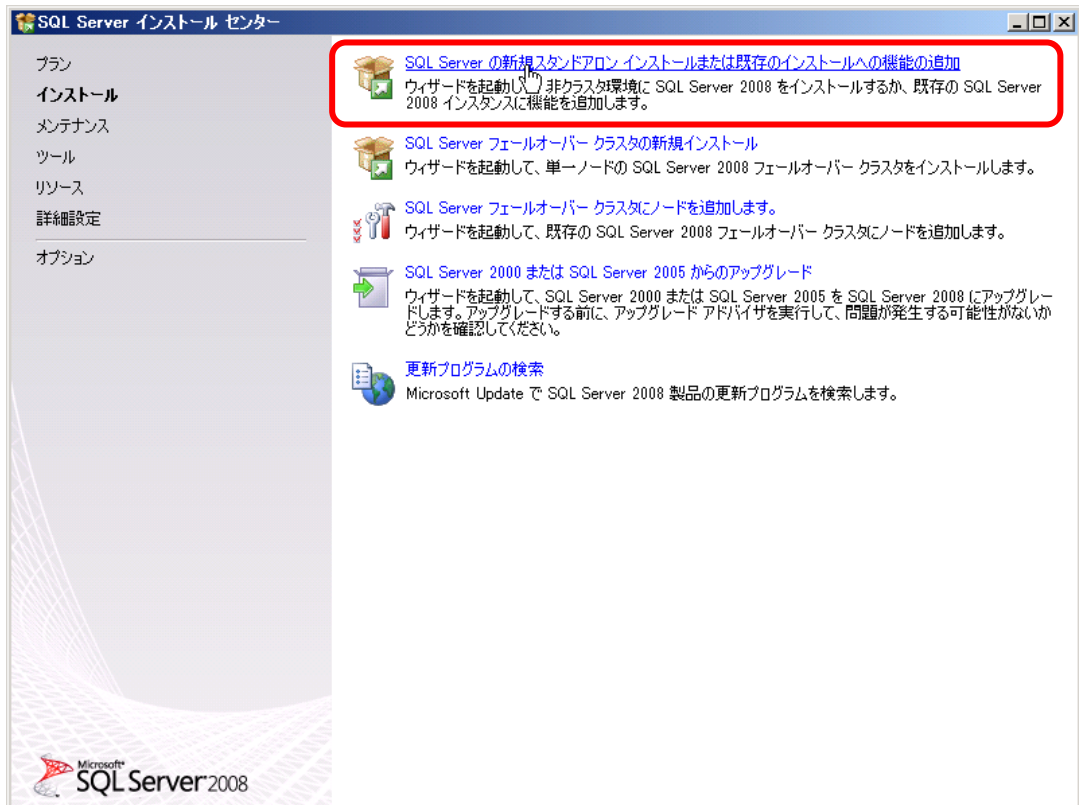 SQL Server インストール センター
プラン
インストール
メンテナンス
ツール
リソース
詳細設定
オプション
SQL Server の新規スタンドアロン インストールまたは既存のインストールへの機能の追加
ウィザードを起動し 非クラスタ環境に SQL Server 2008 をインストールするか、既存の SQL Server
2008 インスタンスに機能を追加します。
SQL Server フェールオーバー クラスタの新規インストール
ウィザードを起動して、単一ノードの SQL Server 2008 フェールオーバー クラスタをインストールします。
SQL Server フェールオーバー クラスタにノードを追加します。
ウィザードを起動して、既存の SQL Server 2008 フェールオーバー クラスタにノードを追加します。
SQL Server 2000 または SQL Server 2005 からのアップグレード
ウィザードを起動して、SQL Server 2000 または SQL Server 2005 を SQL Server 2008 にアップグレー
ドします。アップグレードする前に、アップグレード アドバイザを実行して、問題が発生する可能性がないか
どうかを確認してください。
更新プログラムの検索
Microsoft Update で SQL Server 2008 製品の更新プログラムを検索します。
Microsoft
SQL Server 2008